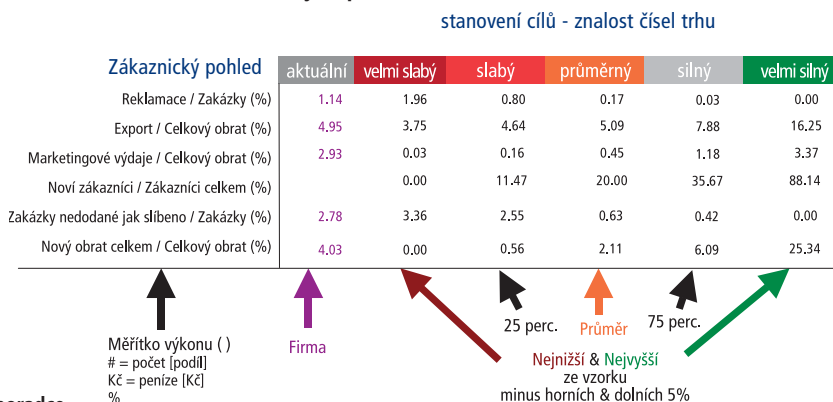 stanovení cílů - znalost čísel trhu
Zákaznický pohled aktuální velmi slabý slabý průměrný silný velmi silný
Reklamace / Zakázky (%) 1.14 1.96 0.80 0.17 0.03 0.00
Export / Celkový obrat (%) 4.95 3.75 4.64 5.09 7.88 16.25
Marketingové výdaje / Celkový obrat (%) 2.93 0.03 0.16 0.45 1.18 3.37
Noví zákazníci / Zákazníci celkem (%) 0.00 11.47 20.00 35.67 88.14
Zakázky nedodané jak slíbeno / Zakázky (%) 2.78 3.36 2.55 0.63 0.42 0.00
Nový obrat celkem / Celkový obrat (%) 4.03 0.00 0.56 2.11 6.09 25.34
Měřítko výkonu ( )
# = počet [podíl]
Kč = peníze [Kč]
%
Firma
25 perc.
Průměr
75 perc.
Nejnižší & Nejvyšší
ze vzorku
minus horních & dolních 5%